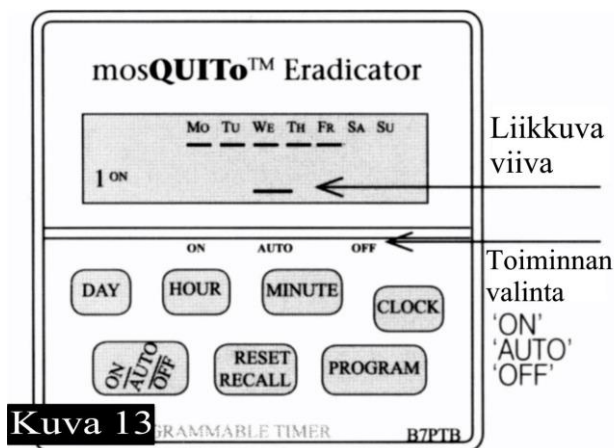 mosQUITo™ Eradicator
MO TU WE TH FR SA SU
1 ON
Liikkuva
viiva
ON AUTO OFF
Toiminnan
valinta
'ON'
'AUTO'
'OFF'
DAY
HOUR
MINUTE
CLOCK
ON/AUTO/OFF
RESET
RECALL
PROGRAM
Kuva 13
GRAMMABLE TIMER
B7PTB